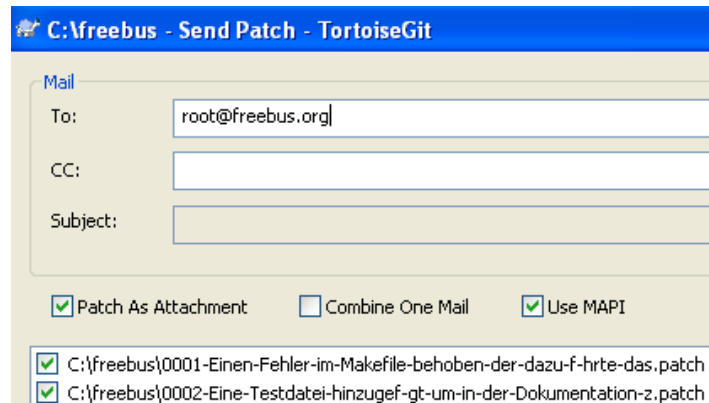 C:\freebus - Send Patch - TortoiseGit
Mail
To: root@freebus.org
CC:
Subject:
Patch As Attachment Combine One Mail Use MAPI
C:\freebus\0001-Einen-Fehler-im-Makefile-behoben-der-dazu-f-hrte-das.patch
C:\freebus\0002-Eine-Testdatei-hinzugef-gt-um-in-der-Dokumentation-z.patch